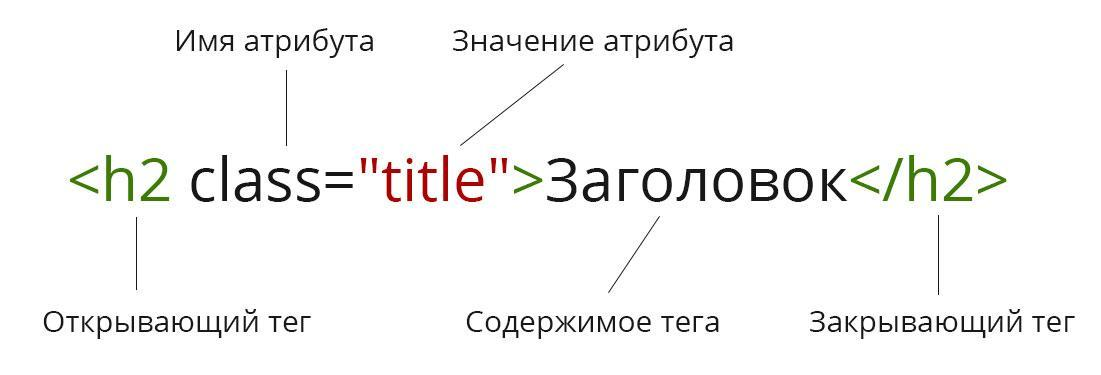 Имя атрибута Значение атрибута
<h2 class="title">Заголовок</h2>
Открывающий тег Содержимое тега Закрывающий тег